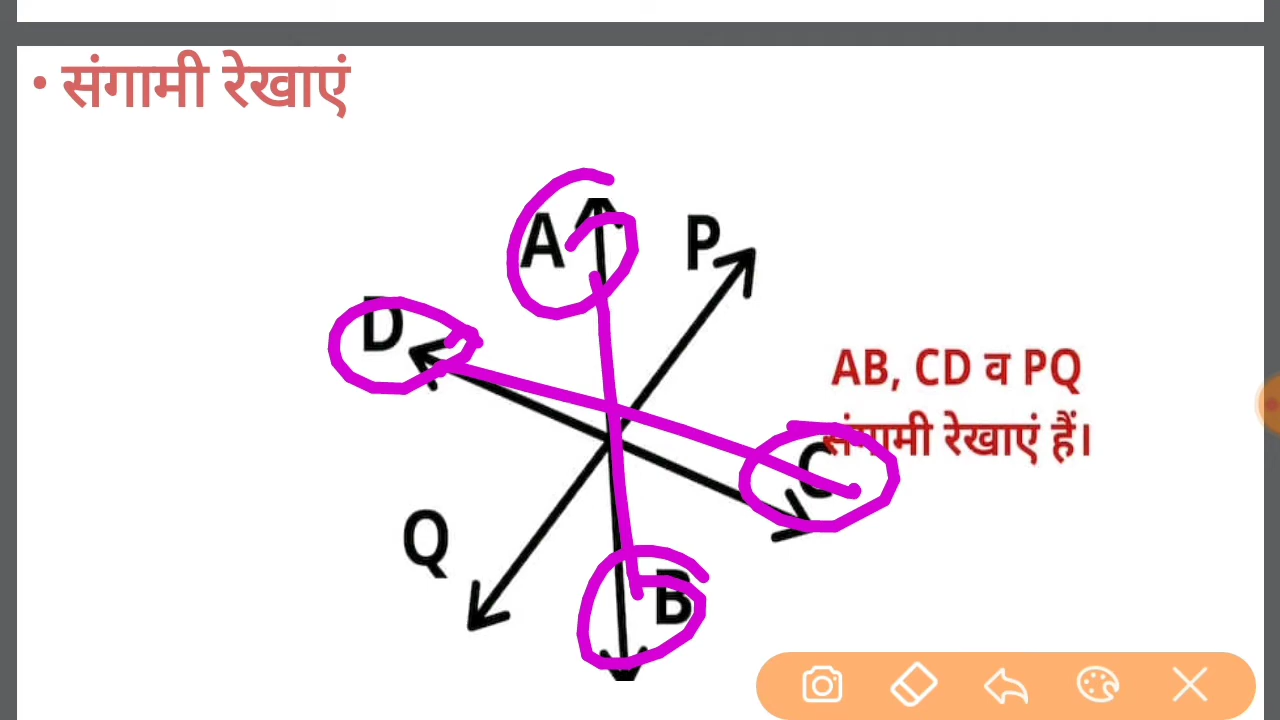 • संगामी रेखाएं
A
P
D
AB, CD व PQ
संगामी रेखाएं हैं।
C
Q
B